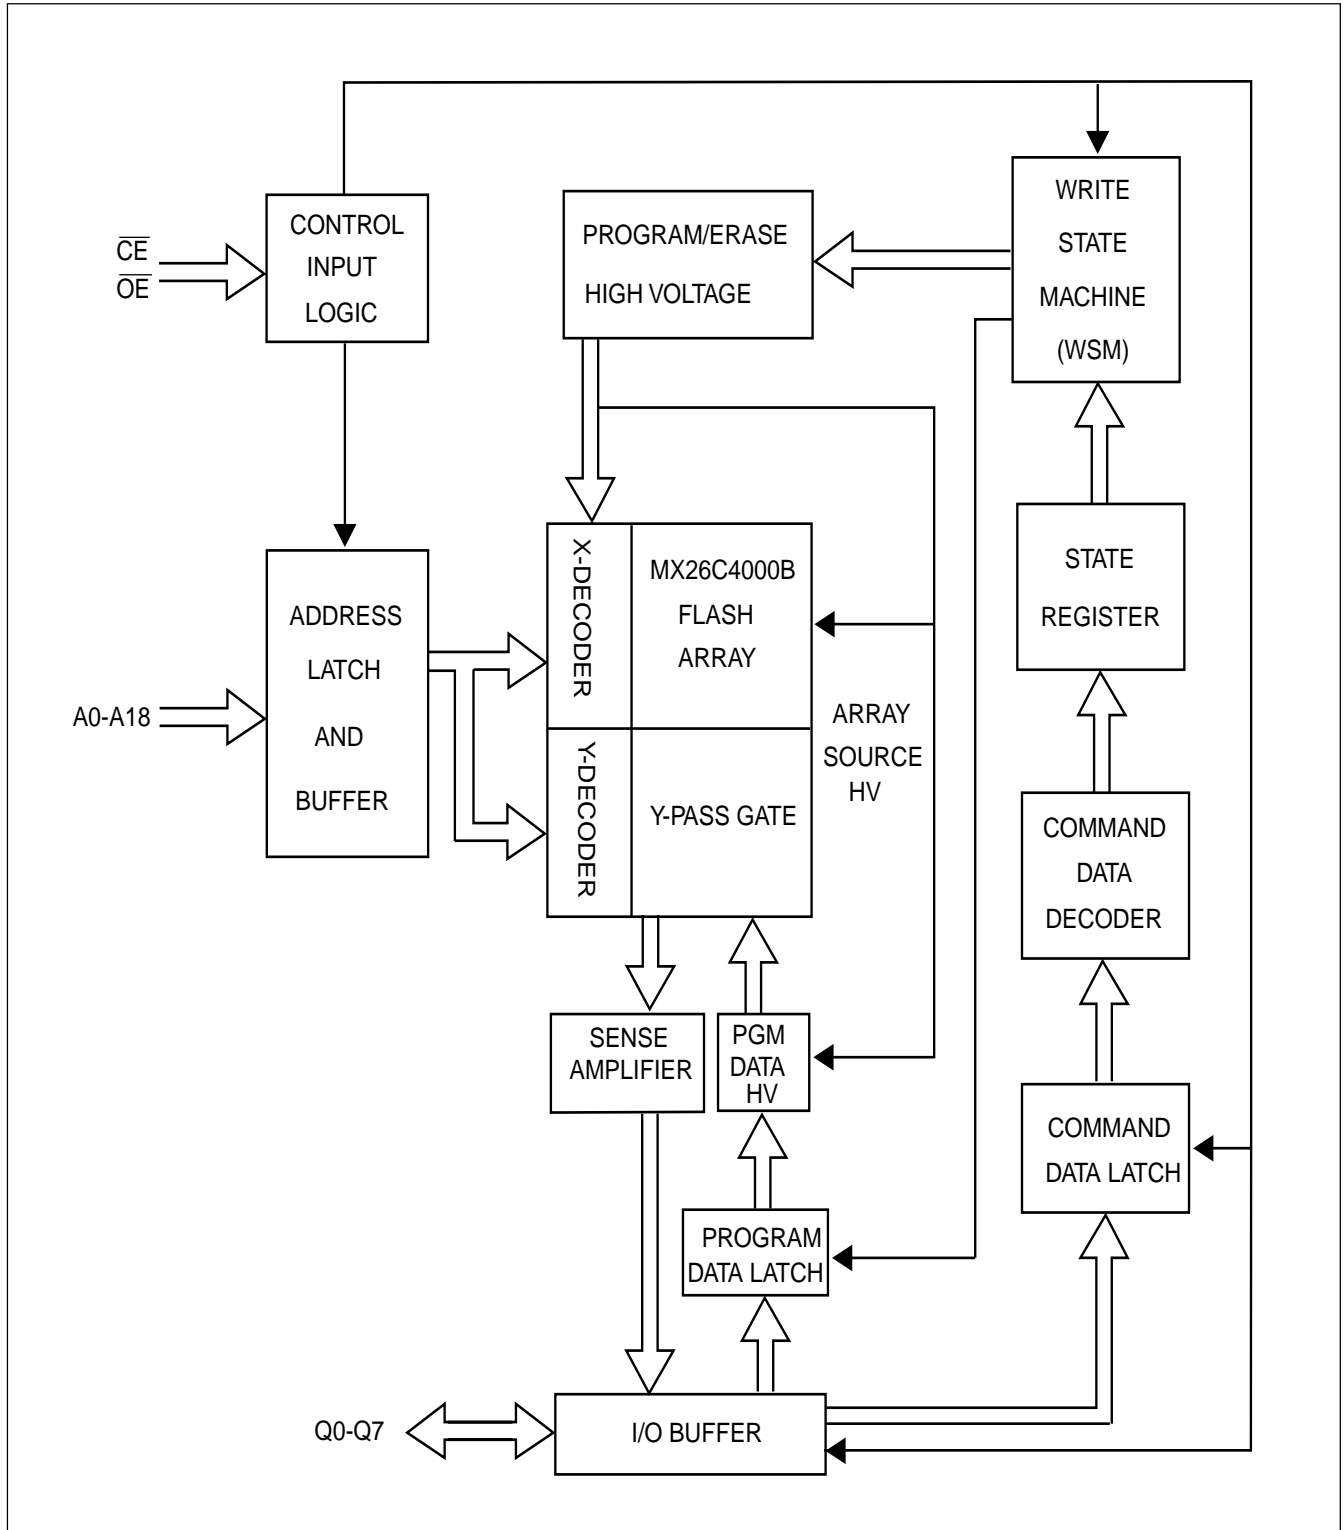 C̅E̅
O̅E̅
CONTROL
INPUT
LOGIC
PROGRAM/ERASE
HIGH VOLTAGE
WRITE
STATE
MACHINE
(WSM)
A0-A18
ADDRESS
LATCH
AND
BUFFER
X-DECODER
MX26C4000B
FLASH
ARRAY
Y-DECODER
Y-PASS GATE
ARRAY
SOURCE
HV
STATE
REGISTER
COMMAND
DATA
DECODER
SENSE
AMPLIFIER
PGM
DATA
HV
COMMAND
DATA LATCH
PROGRAM
DATA LATCH
Q0-Q7
I/O BUFFER